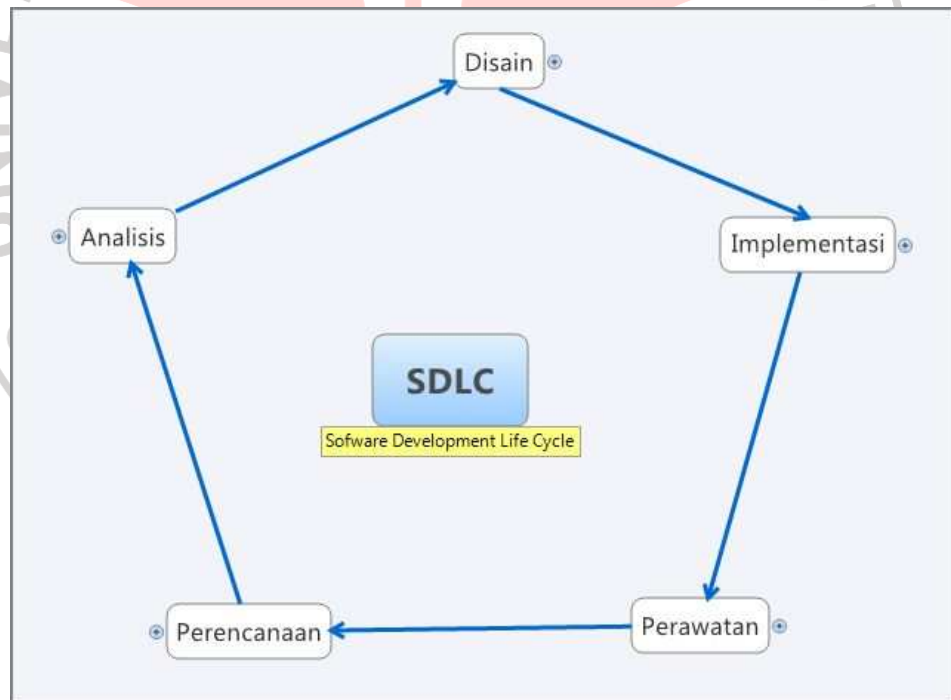 Disain
Analisis
Implementasi
SDLC
Sofware Development Life Cycle
Perencanaan
Perawatan